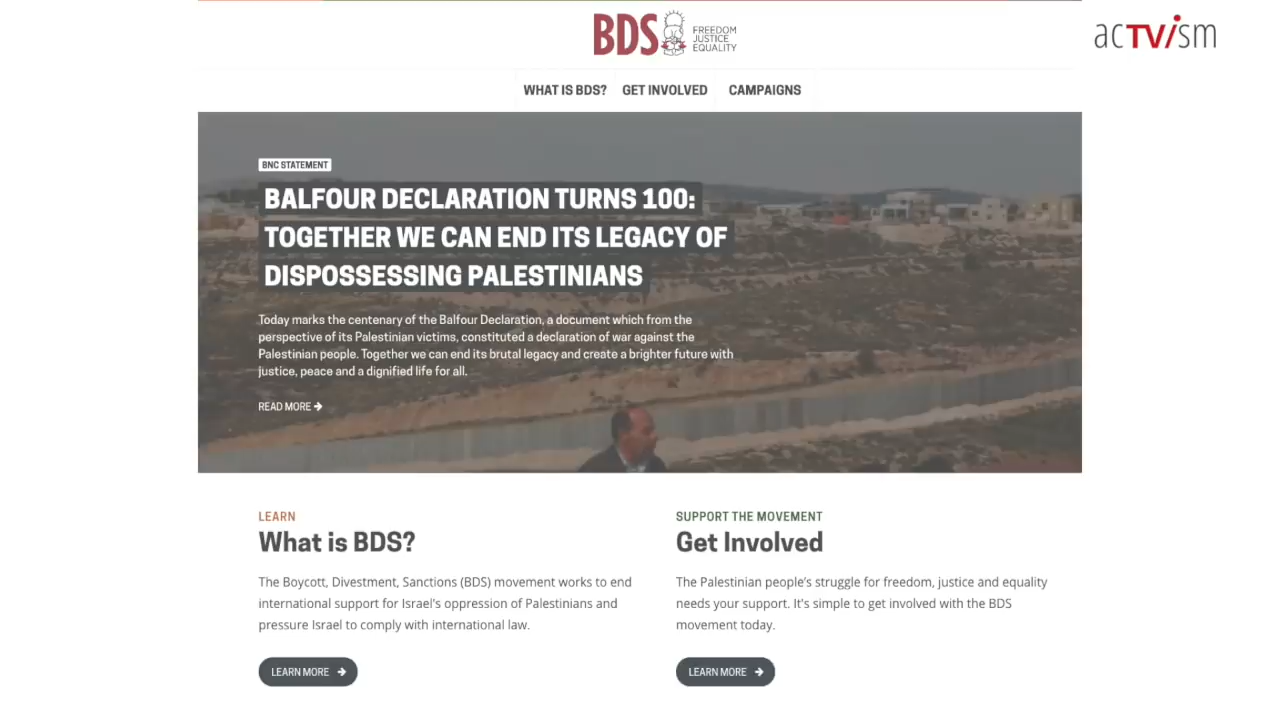 BDS
FREEDOM
JUSTICE
EQUALITY
acTVism
WHAT IS BDS? GET INVOLVED CAMPAIGNS
BNC STATEMENT
BALFOUR DECLARATION TURNS 100:
TOGETHER WE CAN END ITS LEGACY OF
DISPOSSESSING PALESTINIANS
Today marks the centenary of the Balfour Declaration, a document which from the
perspective of its Palestinian victims, constituted a declaration of war against the
Palestinian people. Together we can end its brutal legacy and create a brighter future with
justice, peace and a dignified life for all.
READ MORE →
LEARN
What is BDS?
The Boycott, Divestment, Sanctions (BDS) movement works to end
international support for Israel's oppression of Palestinians and
pressure Israel to comply with international law.
LEARN MORE →
SUPPORT THE MOVEMENT
Get Involved
The Palestinian people's struggle for freedom, justice and equality
needs your support. It's simple to get involved with the BDS
movement today.
LEARN MORE →